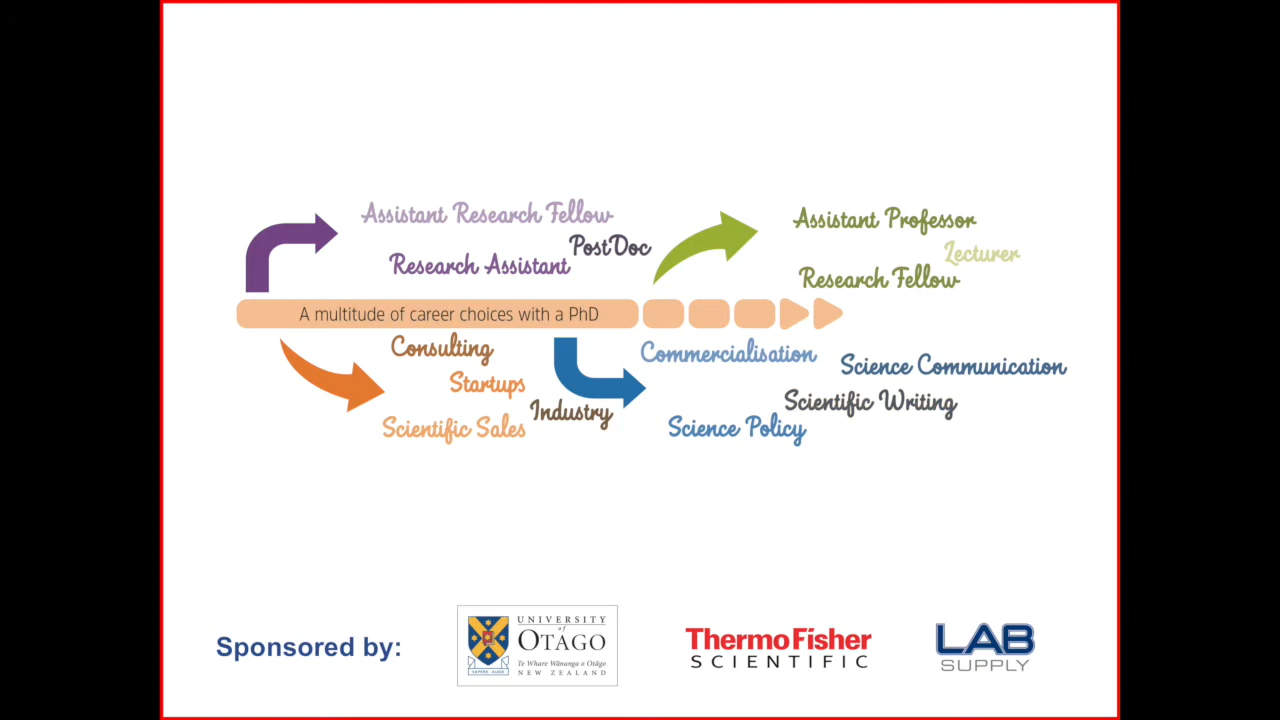 Assistant Research Fellow
PostDoc
Research Assistant
Assistant Professor
Lecturer
Research Fellow
A multitude of career choices with a PhD
Consulting
Startups
Industry
Scientific Sales
Commercialisation
Science Communication
Scientific Writing
Science Policy
Sponsored by:
UNIVERSITY
of
OTAGO
Te Whare Wānanga o Otāgo
NEW ZEALAND
SAPERE AUDE
ThermoFisher
SCIENTIFIC
LAB
SUPPLY